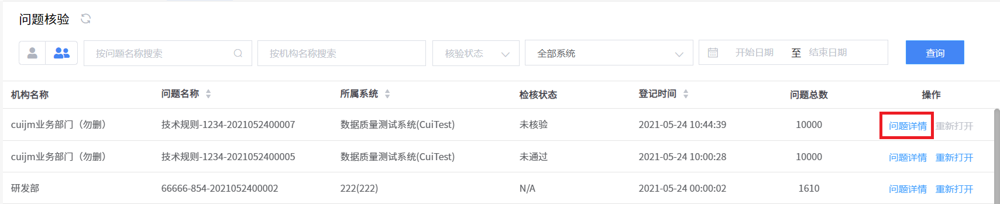 问题核验
按问题名称搜索 按机构名称搜索 核验状态 全部系统 开始日期 至 结束日期 查询
机构名称 问题名称 所属系统 检核状态 登记时间 问题总数 操作
cuijm业务部门（勿删） 技术规则-1234-2021052400007 数据质量测试系统(CuiTest) 未核验 2021-05-24 10:44:39 10000 问题详情 重新打开
cuijm业务部门（勿删） 技术规则-1234-2021052400005 数据质量测试系统(CuiTest) 未通过 2021-05-24 10:00:28 10000 问题详情 重新打开
研发部 66666-854-2021052400002 222(222) N/A 2021-05-24 00:00:02 1610 问题详情 重新打开